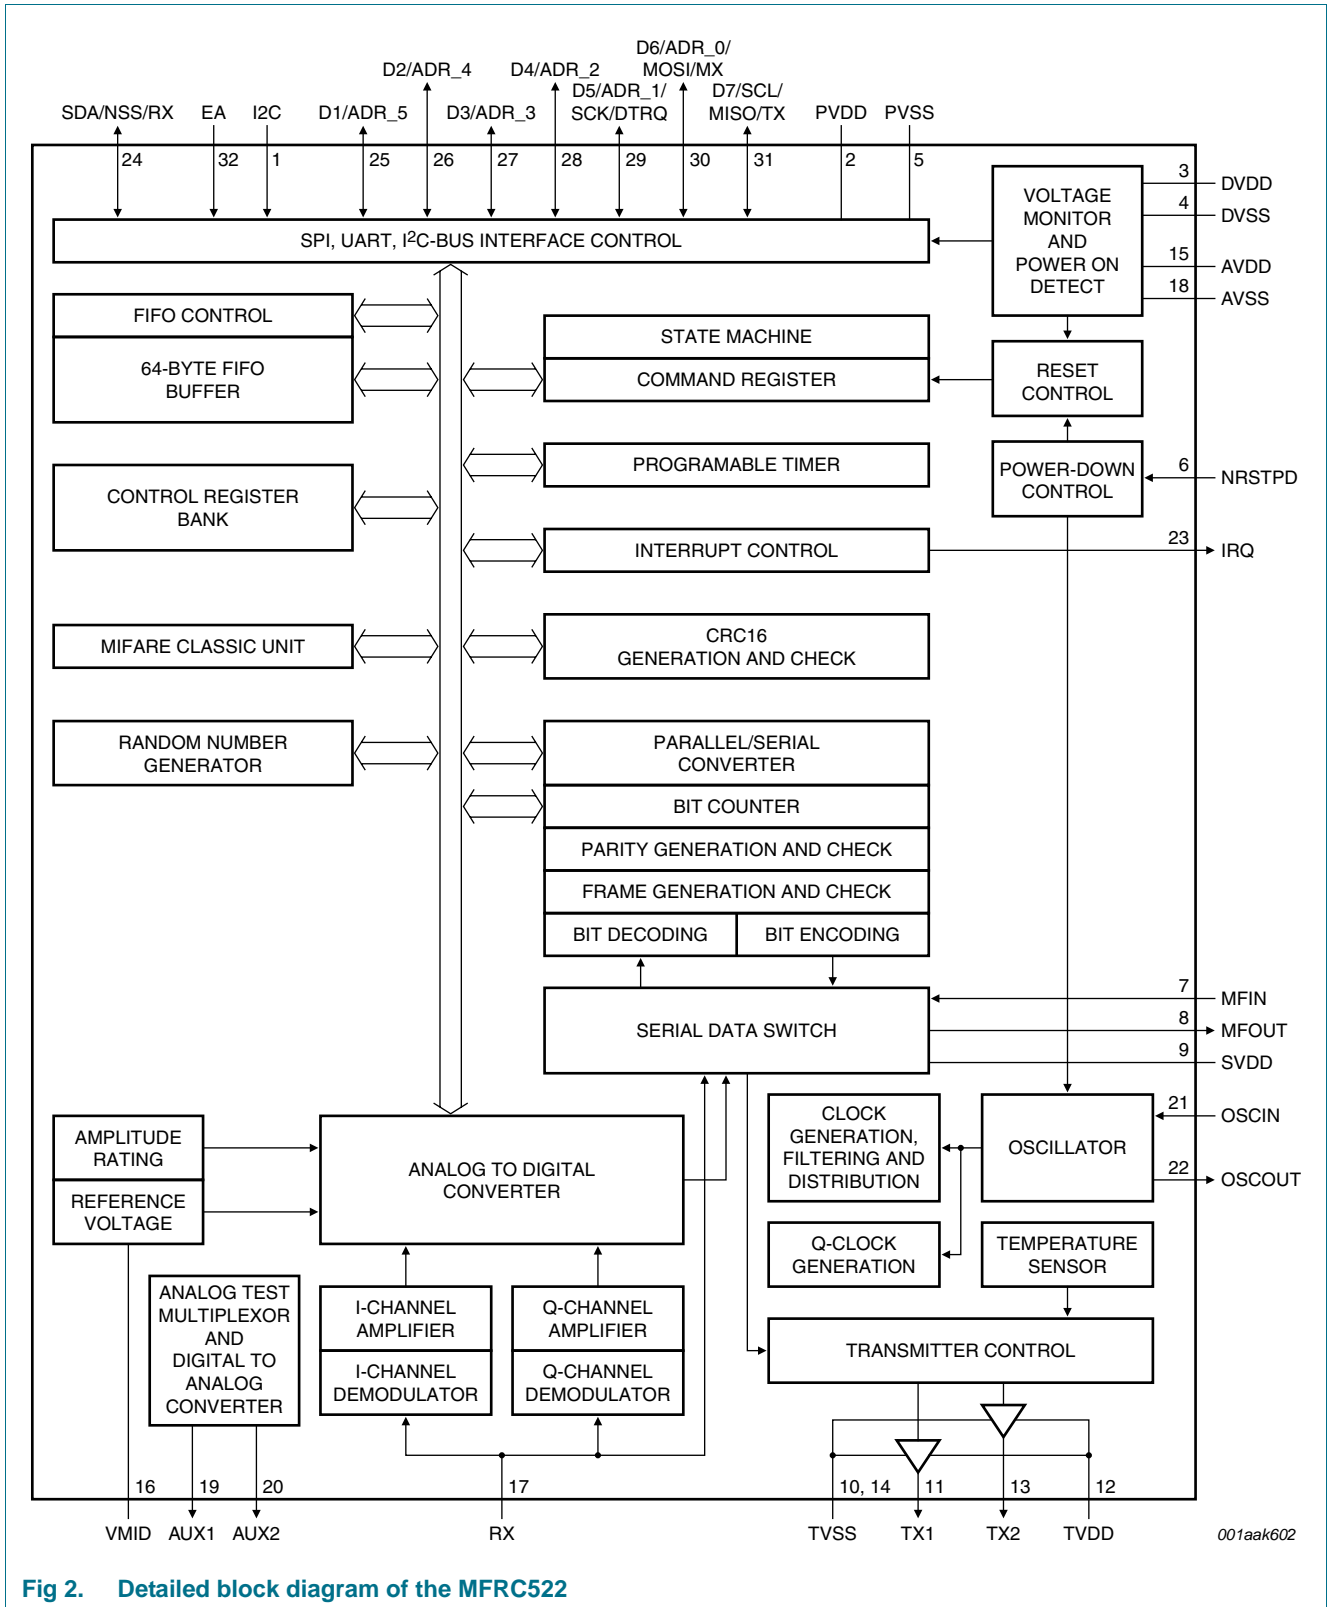 D6/ADR_0/
D2/ADR_4
D4/ADR_2
MOSI/MX
D5/ADR_1/
D7/SCL/
SDA/NSS/RX
EA
I2C
D1/ADR_5
D3/ADR_3
SCK/DTRQ
MISO/TX
PVDD
PVSS
24
32
1
25
26
27
28
29
30
31
2
5
VOLTAGE
MONITOR
AND
POWER ON
DETECT
3
DVDD
4
DVSS
15
AVDD
18
AVSS
SPI, UART, I2C-BUS INTERFACE CONTROL
FIFO CONTROL
64-BYTE FIFO
BUFFER
STATE MACHINE
COMMAND REGISTER
RESET
CONTROL
CONTROL REGISTER
BANK
PROGRAMABLE TIMER
POWER-DOWN
CONTROL
6
NRSTPD
INTERRUPT CONTROL
23
IRQ
MIFARE CLASSIC UNIT
CRC16
GENERATION AND CHECK
RANDOM NUMBER
GENERATOR
PARALLEL/SERIAL
CONVERTER
BIT COUNTER
PARITY GENERATION AND CHECK
FRAME GENERATION AND CHECK
BIT DECODING
BIT ENCODING
SERIAL DATA SWITCH
7
MFIN
8
MFOUT
9
SVDD
AMPLITUDE
RATING
REFERENCE
VOLTAGE
ANALOG TO DIGITAL
CONVERTER
CLOCK
GENERATION,
FILTERING AND
DISTRIBUTION
OSCILLATOR
21
OSCIN
22
OSCOUT
Q-CLOCK
GENERATION
TEMPERATURE
SENSOR
ANALOG TEST
MULTIPLEXOR
AND
DIGITAL TO
ANALOG
CONVERTER
I-CHANNEL
AMPLIFIER
I-CHANNEL
DEMODULATOR
Q-CHANNEL
AMPLIFIER
Q-CHANNEL
DEMODULATOR
TRANSMITTER CONTROL
16
19
20
17
10, 14
11
13
12
VMID
AUX1
AUX2
RX
TVSS
TX1
TX2
TVDD
001aak602
Fig 2. Detailed block diagram of the MFRC522